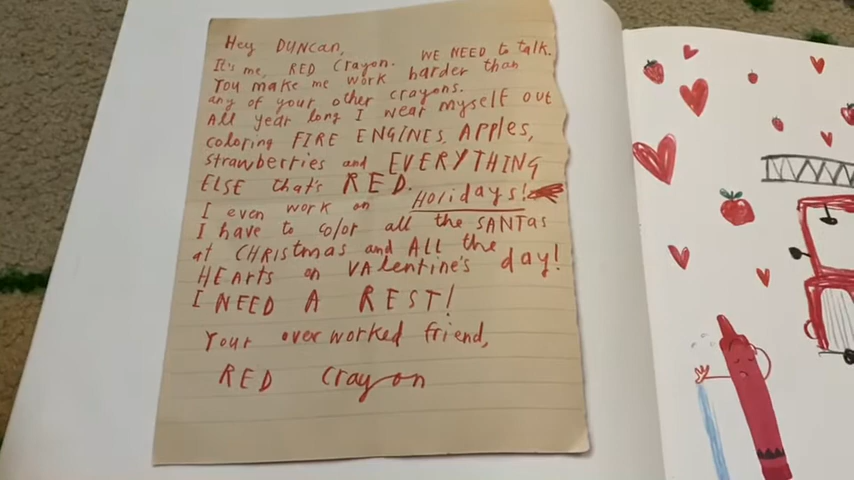 Hey DUNCAN,
It's me, RED Crayon. WE NEED to talk.
You make me work harder than
any of your other crayons.
All year long I wear myself out
coloring FIRE ENGINES, APPles,
strawberries and EVERYTHING
ELSE that's RED.
I even work on Holidays!
I have to color all the SANTas
at CHRistmas and ALL the
HEArts on VAlentine's day!
I NEED A REST!
Your overworked friend,
RED Crayon